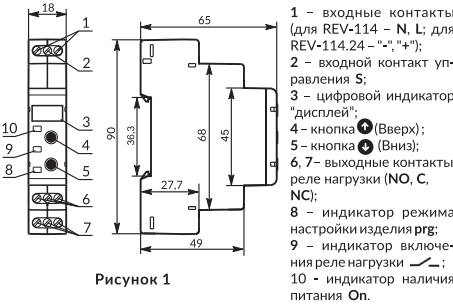 18
65
1
2
3
4
5
6
7
10
9
8
90
36.3
68
45
27,7
49
Рисунок 1
1 – входные контакты
(для REV-114 – N, L; для
REV-114.24 – "-", "+");
2 – входной контакт уп-
равления S;
3 – цифровой индикатор
"дисплей";
4 – кнопка (Вверх);
5 – кнопка (Вниз);
6, 7– выходные контакты
реле нагрузки (NO, C,
NC);
8 – индикатор режима
настройки изделия prg;
9 – индикатор включе-
ния реле нагрузки ;
10 - индикатор наличия
питания On.